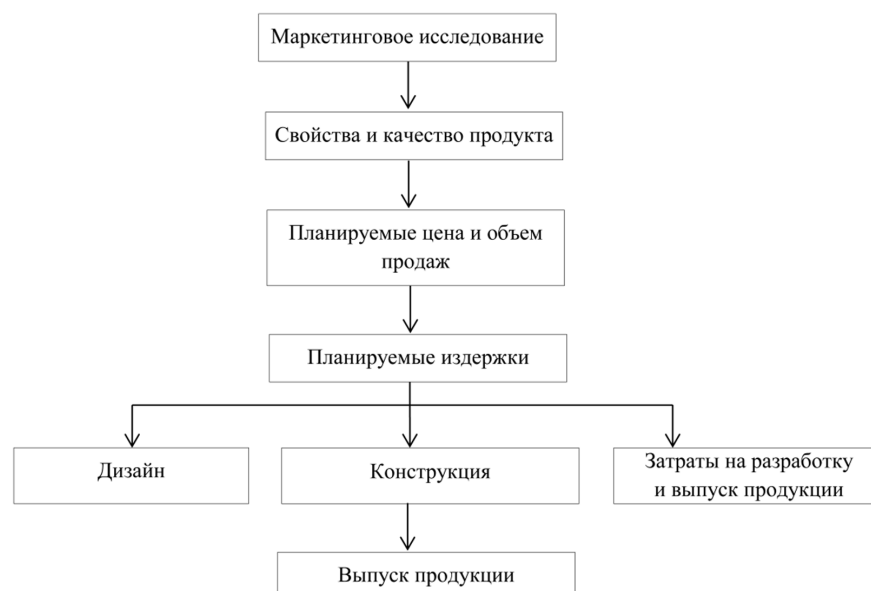 Маркетинговое исследование
Свойства и качество продукта
Планируемые цена и объем
продаж
Планируемые издержки
Дизайн
Конструкция
Затраты на разработку
и выпуск продукции
Выпуск продукции